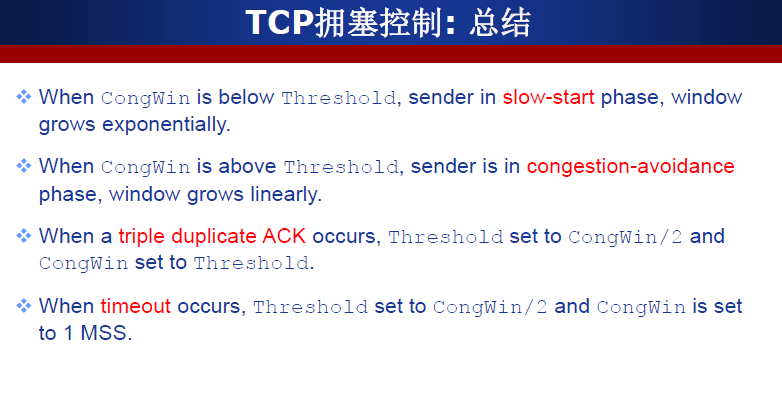 TCP拥塞控制: 总结
When CongWin is below Threshold, sender in slow-start phase, window
grows exponentially.
When CongWin is above Threshold, sender is in congestion-avoidance
phase, window grows linearly.
When a triple duplicate ACK occurs, Threshold set to CongWin/2 and
CongWin set to Threshold.
When timeout occurs, Threshold set to CongWin/2 and CongWin is set
to 1 MSS.